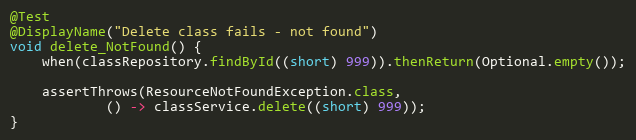 @Test
@DisplayName("Delete class fails - not found")
void delete_NotFound() {
    when(classRepository.findById((short) 999)).thenReturn(Optional.empty());

    assertThrows(ResourceNotFoundException.class,
            () -> classService.delete((short) 999));
}